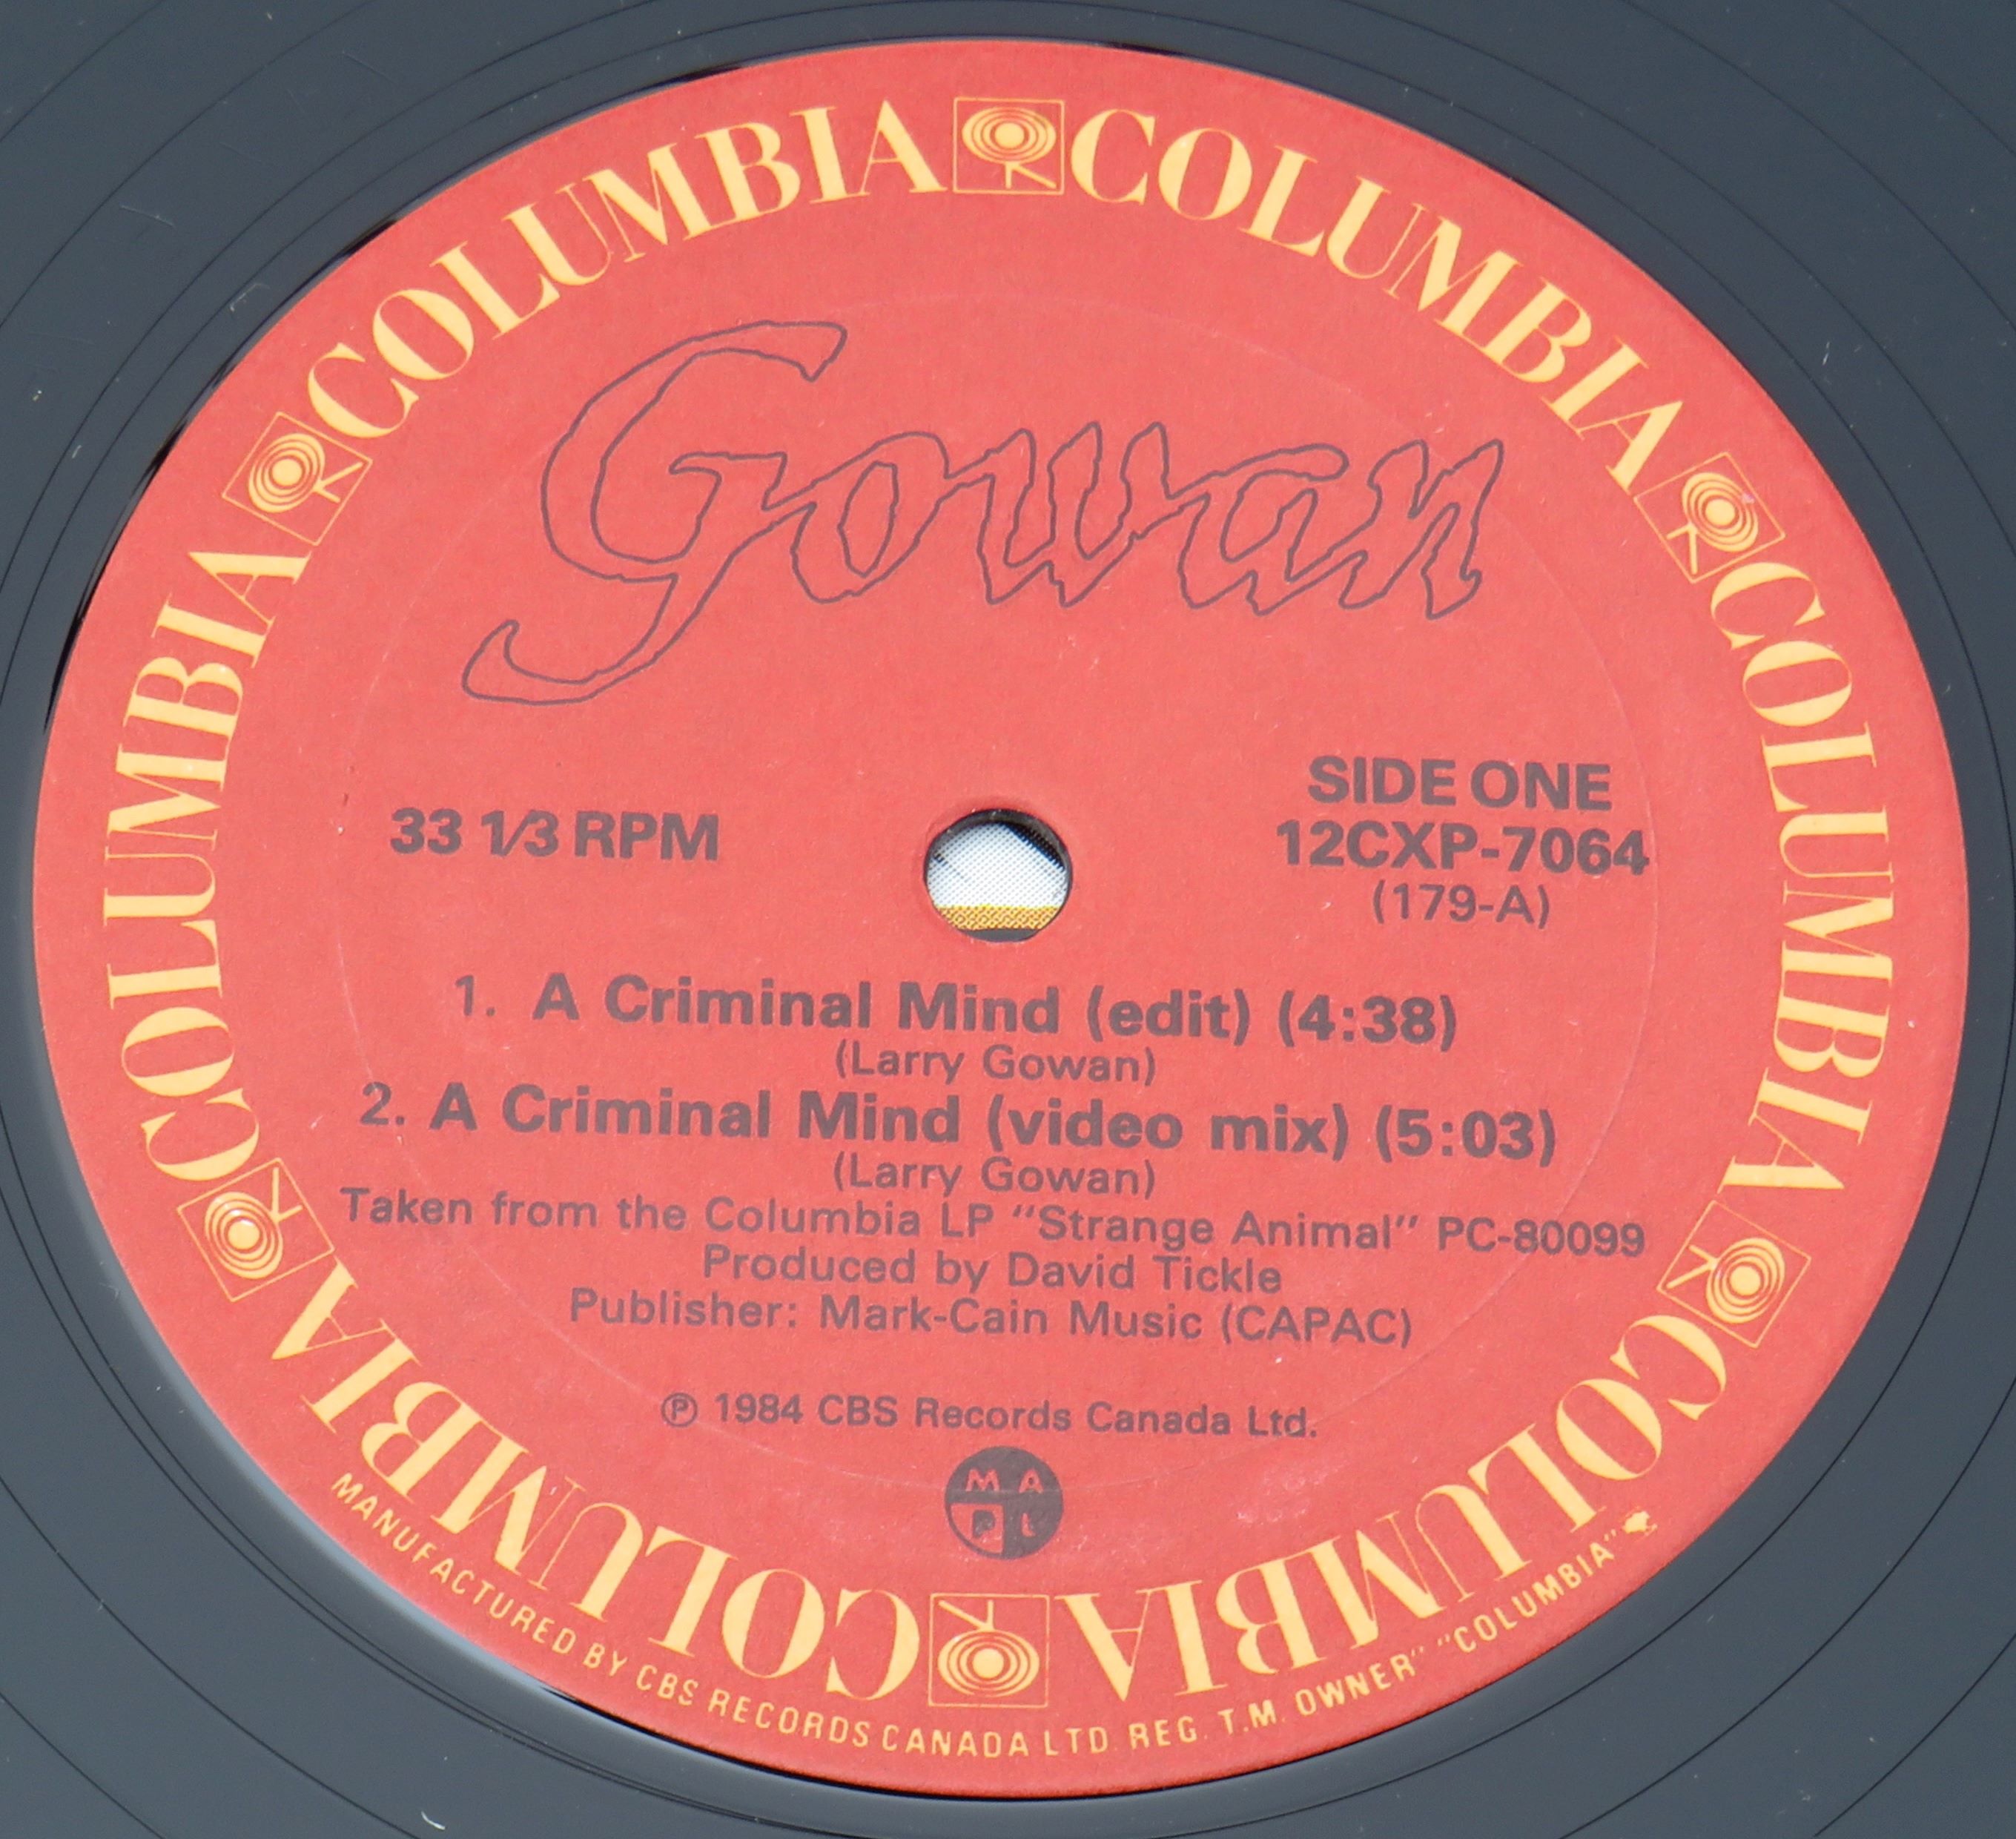 COLUMBIA COLUMBIA COLUMBIA COLUMBIA COLUMBIA COLUMBIA
Gowan
33 1/3 RPM
SIDE ONE
12CXP-7064
(179-A)
1. A Criminal Mind (edit) (4:38)
(Larry Gowan)
2. A Criminal Mind (video mix) (5:03)
(Larry Gowan)
Taken from the Columbia LP "Strange Animal" PC-80099
Produced by David Tickle
Publisher: Mark-Cain Music (CAPAC)
℗ 1984 CBS Records Canada Ltd.
M A
P L
MANUFACTURED BY CBS RECORDS CANADA LTD. REG. T.M. OWNER" "COLUMBIA"